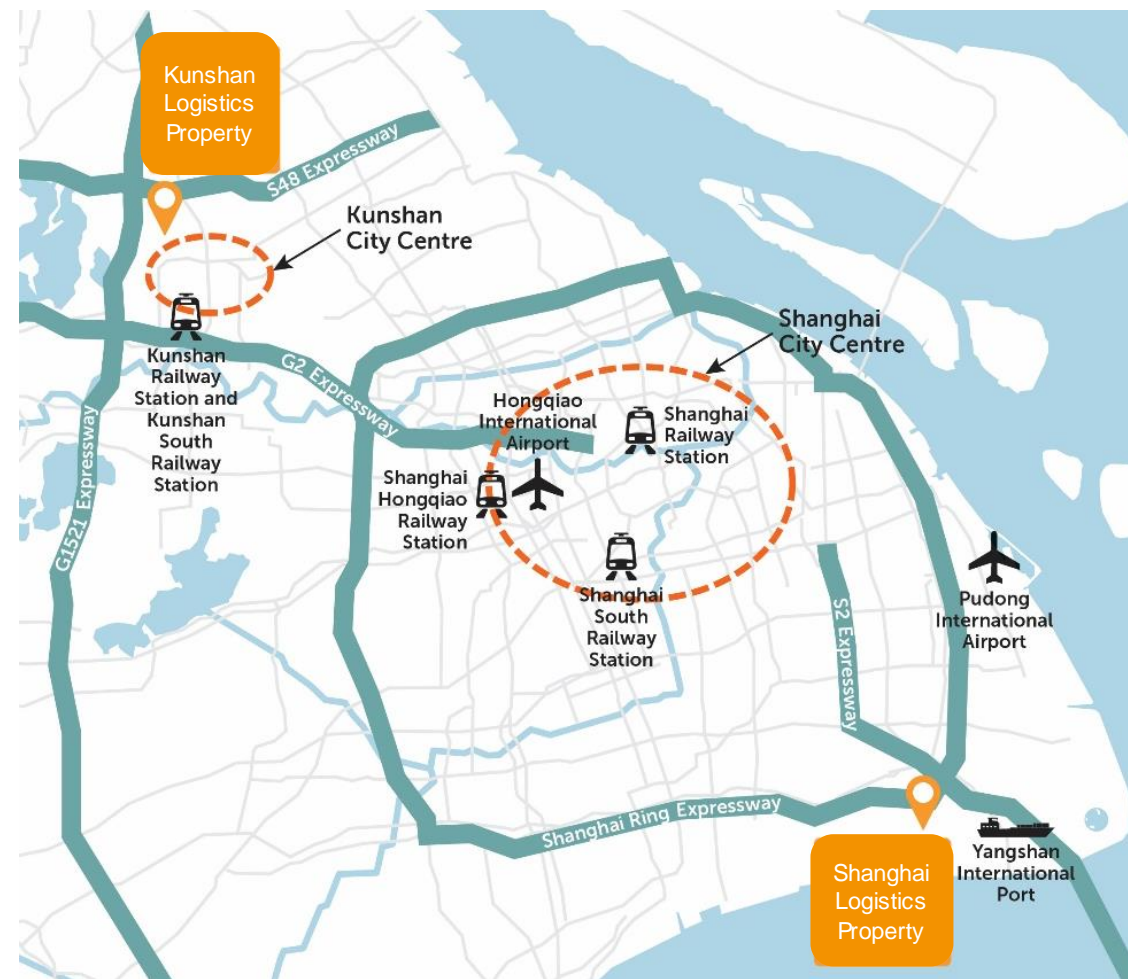 Kunshan
Logistics
Property
S48 Expressway
Kunshan
City Centre
Shanghai
City Centre
Kunshan
Railway
Station and
Kunshan
South
Railway
Station
G2 Expressway
Hongqiao
International
Airport
Shanghai
Railway
Station
Shanghai
Hongqiao
Railway
Station
G1521 Expressway
Shanghai
South
Railway
Station
S2 Expressway
Pudong
International
Airport
Shanghai Ring Expressway
Yangshan
International
Port
Shanghai
Logistics
Property